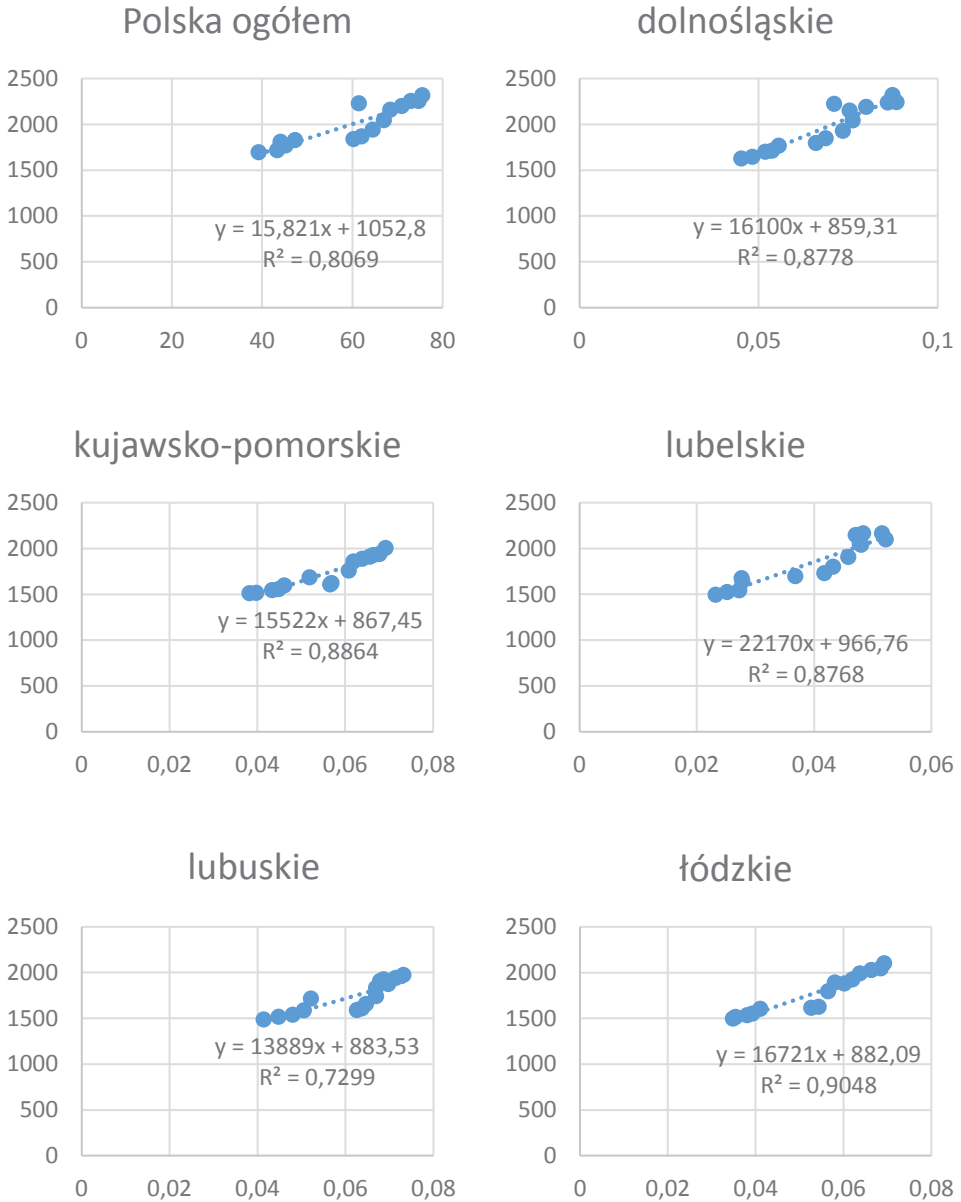 Polska ogółem
2500
2000
1500
1000
500
0
y = 15,821x + 1052,8
R² = 0,8069
0 20 40 60 80
dolnośląskie
2500
2000
1500
1000
500
0
y = 16100x + 859,31
R² = 0,8778
0 0,05 0,1
kujawsko-pomorskie
2500
2000
1500
1000
500
0
y = 15522x + 867,45
R² = 0,8864
0 0,02 0,04 0,06 0,08
lubelskie
2500
2000
1500
1000
500
0
y = 22170x + 966,76
R² = 0,8768
0 0,02 0,04 0,06
lubuskie
2500
2000
1500
1000
500
0
y = 13889x + 883,53
R² = 0,7299
0 0,02 0,04 0,06 0,08
łódzkie
2500
2000
1500
1000
500
0
y = 16721x + 882,09
R² = 0,9048
0 0,02 0,04 0,06 0,08